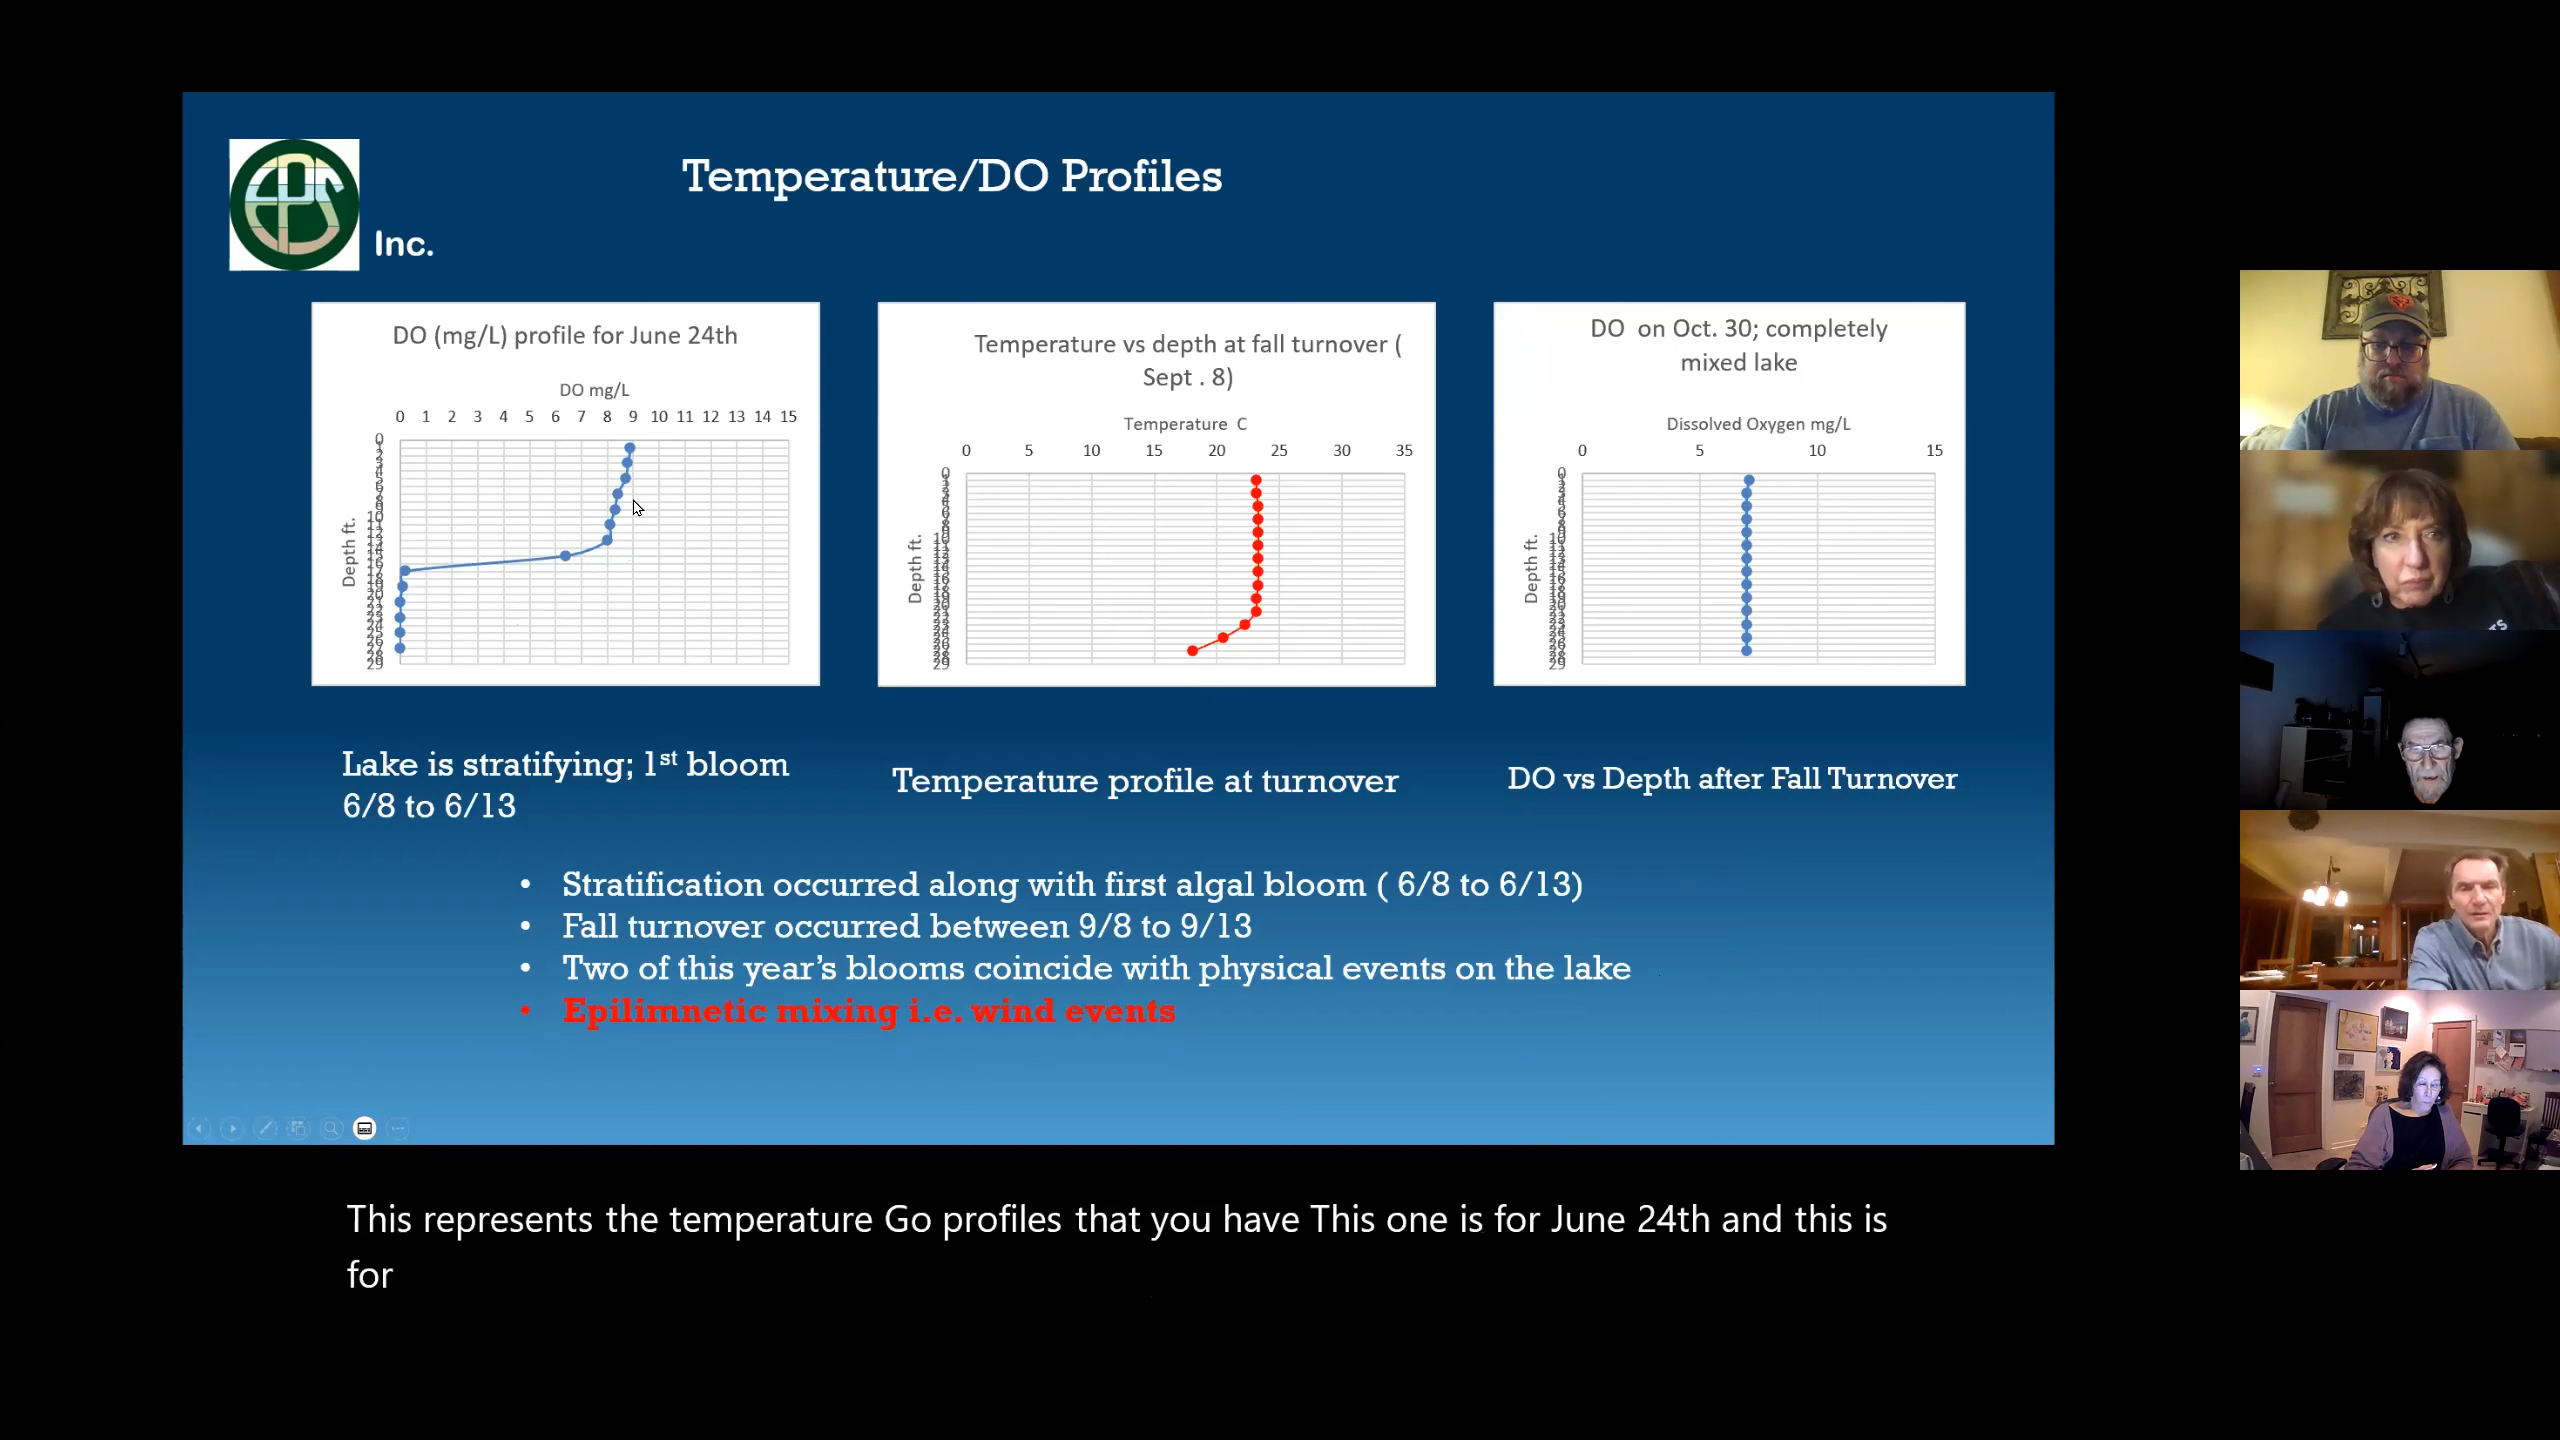 Temperature/DO Profiles
EPS
Inc.
DO (mg/L) profile for June 24th
DO mg/L
0 1 2 3 4 5 6 7 8 9 10 11 12 13 14 15
Depth ft.
Temperature vs depth at fall turnover (
Sept . 8)
Temperature C
0 5 10 15 20 25 30 35
Depth ft.
DO on Oct. 30; completely
mixed lake
Dissolved Oxygen mg/L
0 5 10 15
Depth ft.
Lake is stratifying; 1st bloom
6/8 to 6/13
Temperature profile at turnover
DO vs Depth after Fall Turnover
• Stratification occurred along with first algal bloom ( 6/8 to 6/13)
• Fall turnover occurred between 9/8 to 9/13
• Two of this year’s blooms coincide with physical events on the lake
• Epilimnetic mixing i.e. wind events
This represents the temperature Go profiles that you have This one is for June 24th and this is
for